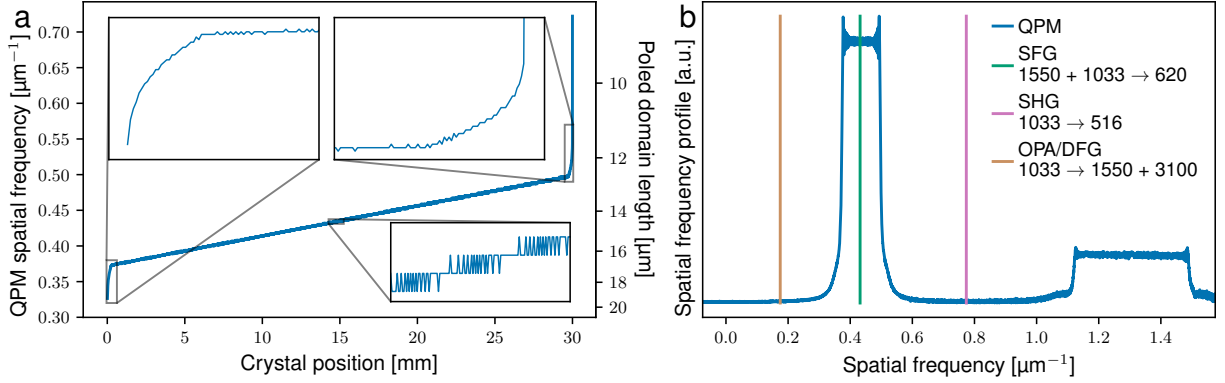 a
QPM spatial frequency [µm⁻¹]
0.70
0.65
0.60
0.55
0.50
0.45
0.40
0.35
0.30
0
5
10
15
20
25
30
Crystal position [mm]
10
12
14
16
18
20
Poled domain length [µm]
b
Spatial frequency profile [a.u.]
QPM
SFG
1550 + 1033 → 620
SHG
1033 → 516
OPA/DFG
1033 → 1550 + 3100
0.0
0.2
0.4
0.6
0.8
1.0
1.2
1.4
Spatial frequency [µm⁻¹]